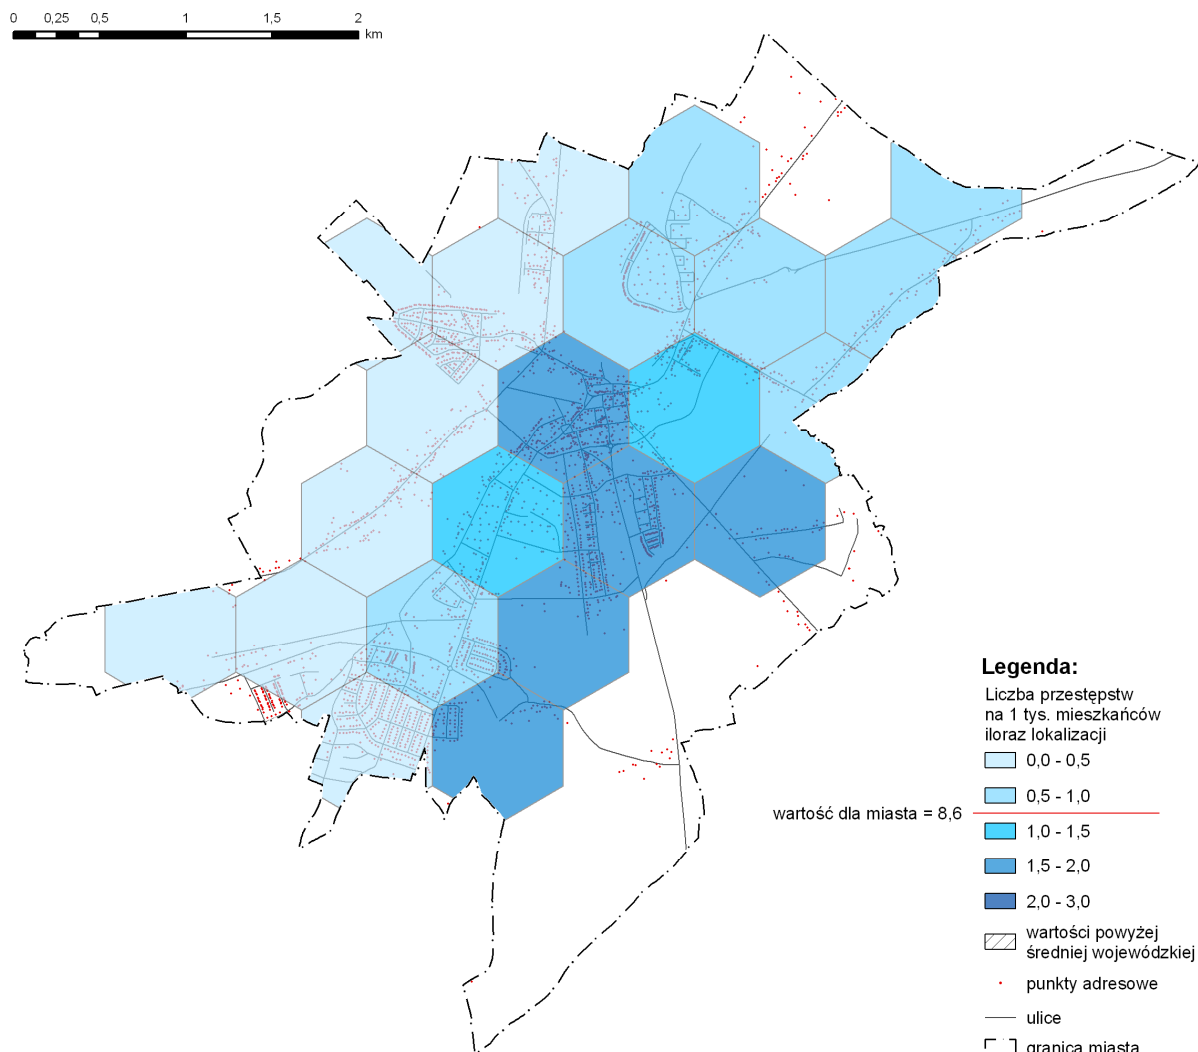 0 0,25 0,5 1 1,5 2
km
Legenda:
Liczba przestępstw
na 1 tys. mieszkańców
iloraz lokalizacji
0,0 - 0,5
0,5 - 1,0
wartość dla miasta = 8,6
1,0 - 1,5
1,5 - 2,0
2,0 - 3,0
wartości powyżej
średniej wojewódzkiej
punkty adresowe
ulice
granica miasta